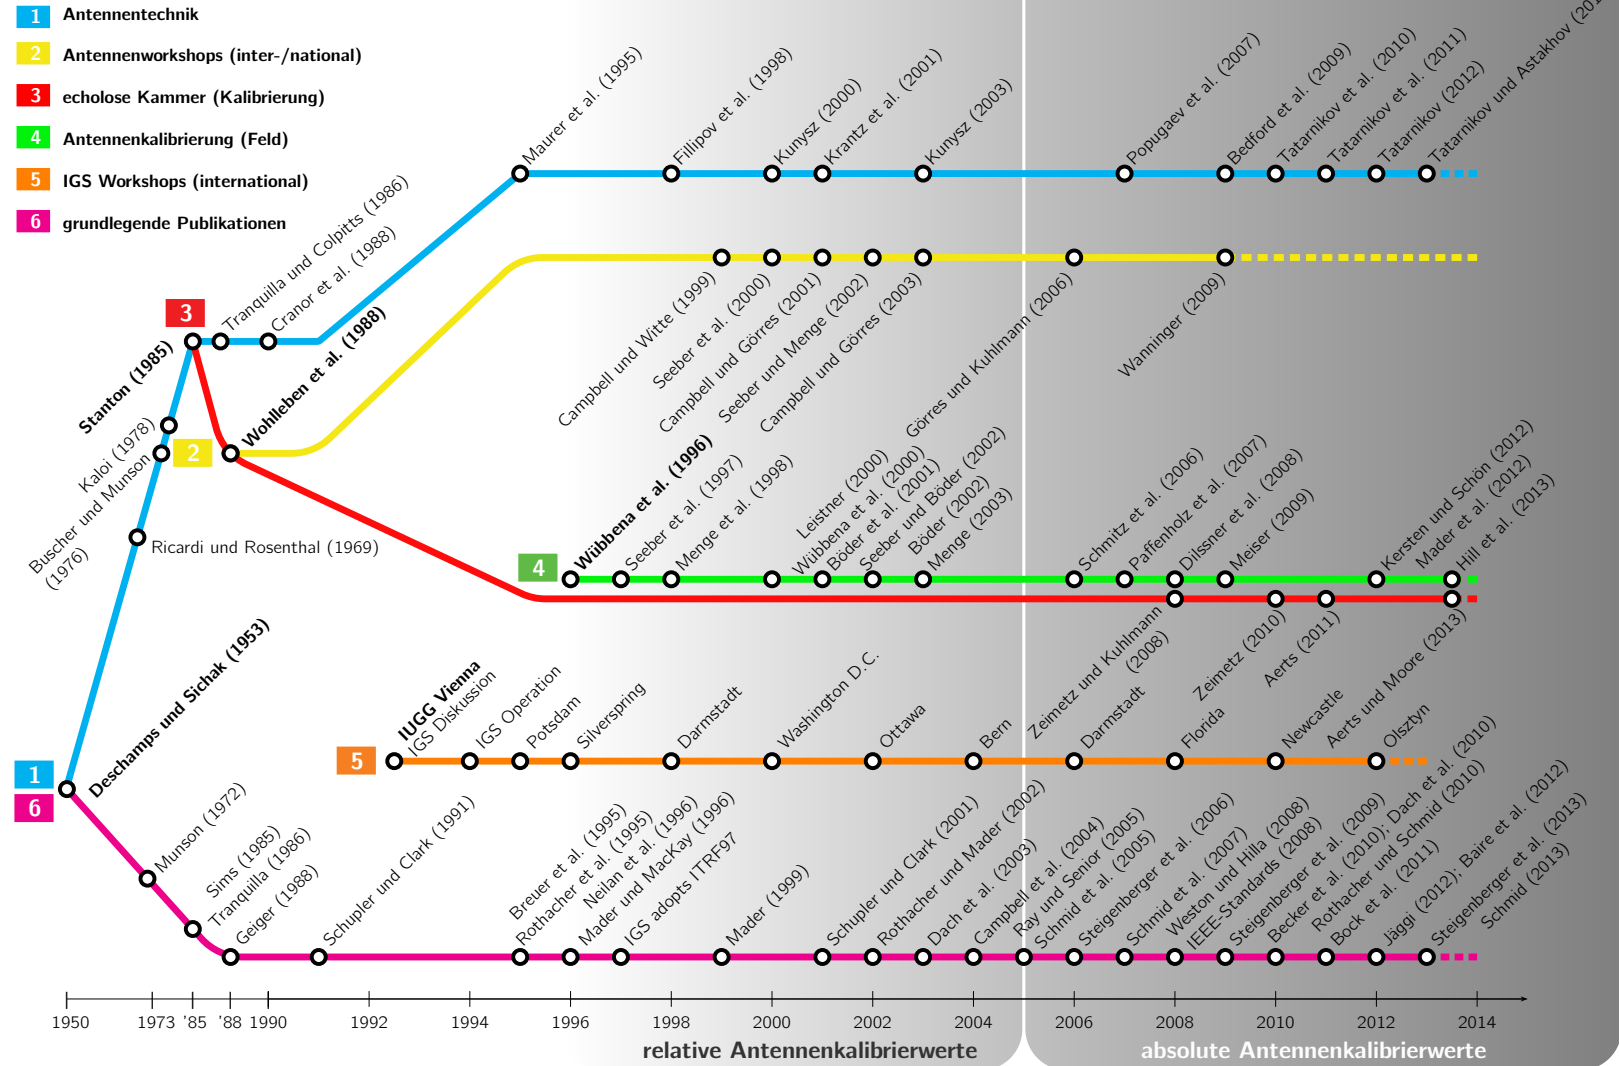 1 Antennentechnik
2 Antennenworkshops (inter-/national)
3 echolose Kammer (Kalibrierung)
4 Antennenkalibrierung (Feld)
5 IGS Workshops (international)
6 grundlegende Publikationen
Maurer et al. (1995)
Fillipov et al. (1998)
Kunysz (2000)
Krantz et al. (2001)
Kunysz (2003)
Popugaev et al. (2007)
Bedford et al. (2009)
Tatarnikov et al. (2010)
Tatarnikov et al. (2011)
Tatarnikov (2012)
Tatarnikov und Astakhov
3
Stanton (1985)
Tranquilla und Colpitts (1986)
Cranor et al. (1988)
Campbell und Witte (1999)
Seeber et al. (2000)
Campbell und Görres (2001)
Seeber und Menge (2002)
Campbell und Görres (2003)
Görres und Kuhlmann (2006)
Wanninger (2009)
2
Wohlleben et al. (1988)
Kaloi (1978)
Buscher und Munson
(1976)
Ricardi und Rosenthal (1969)
4
Wübbena et al. (1996)
Seeber et al. (1997)
Menge et al. (1998)
Leistner (2000)
Wübbena et al. (2000)
Böder et al. (2001)
Seeber und Böder (2002)
Böder (2002)
Menge (2003)
Schmitz et al. (2006)
Paffenholz et al. (2007)
Dilssner et al. (2008)
Meiser (2009)
Kersten und Schön (2012)
Mader et al. (2012)
Hill et al. (2013)
Zeimetz und Kuhlmann
(2008)
Zeimetz (2010)
Aerts (2011)
Aerts und Moore (2013)
5
IUGG Vienna
IGS Diskussion
IGS Operation
Potsdam
Silverspring
Darmstadt
Washington D.C.
Ottawa
Bern
Darmstadt
Florida
Newcastle
Olsztyn
1
6
Deschamps und Sichak (1953)
Munson (1972)
Sims (1985)
Tranquilla (1986)
Geiger (1988)
Schupler und Clark (1991)
Breuer et al. (1995)
Rothacher et al. (1995)
Neilan et al. (1996)
Mader und MacKay (1996)
IGS adopts ITRF97
Mader (1999)
Schupler und Clark (2001)
Rothacher und Mader (2002)
Dach et al. (2003)
Campbell et al. (2004)
Ray und Senior (2005)
Schmid et al. (2005)
Steigenberger et al. (2006)
Schmid et al. (2007)
Weston und Hilla (2008)
IEEE-Standards (2008)
Steigenberger et al. (2009)
Becker et al. (2010); Dach et al. (2010)
Rothacher und Schmid (2010)
Bock et al. (2011)
Jäggi (2012); Baire et al. (2012)
Steigenberger et al. (2013)
Schmid (2013)
1950 1973 '85 '88 1990 1992 1994 1996 1998 2000 2002 2004 2006 2008 2010 2012 2014
relative Antennenkalibrierwerte absolute Antennenkalibrierwerte